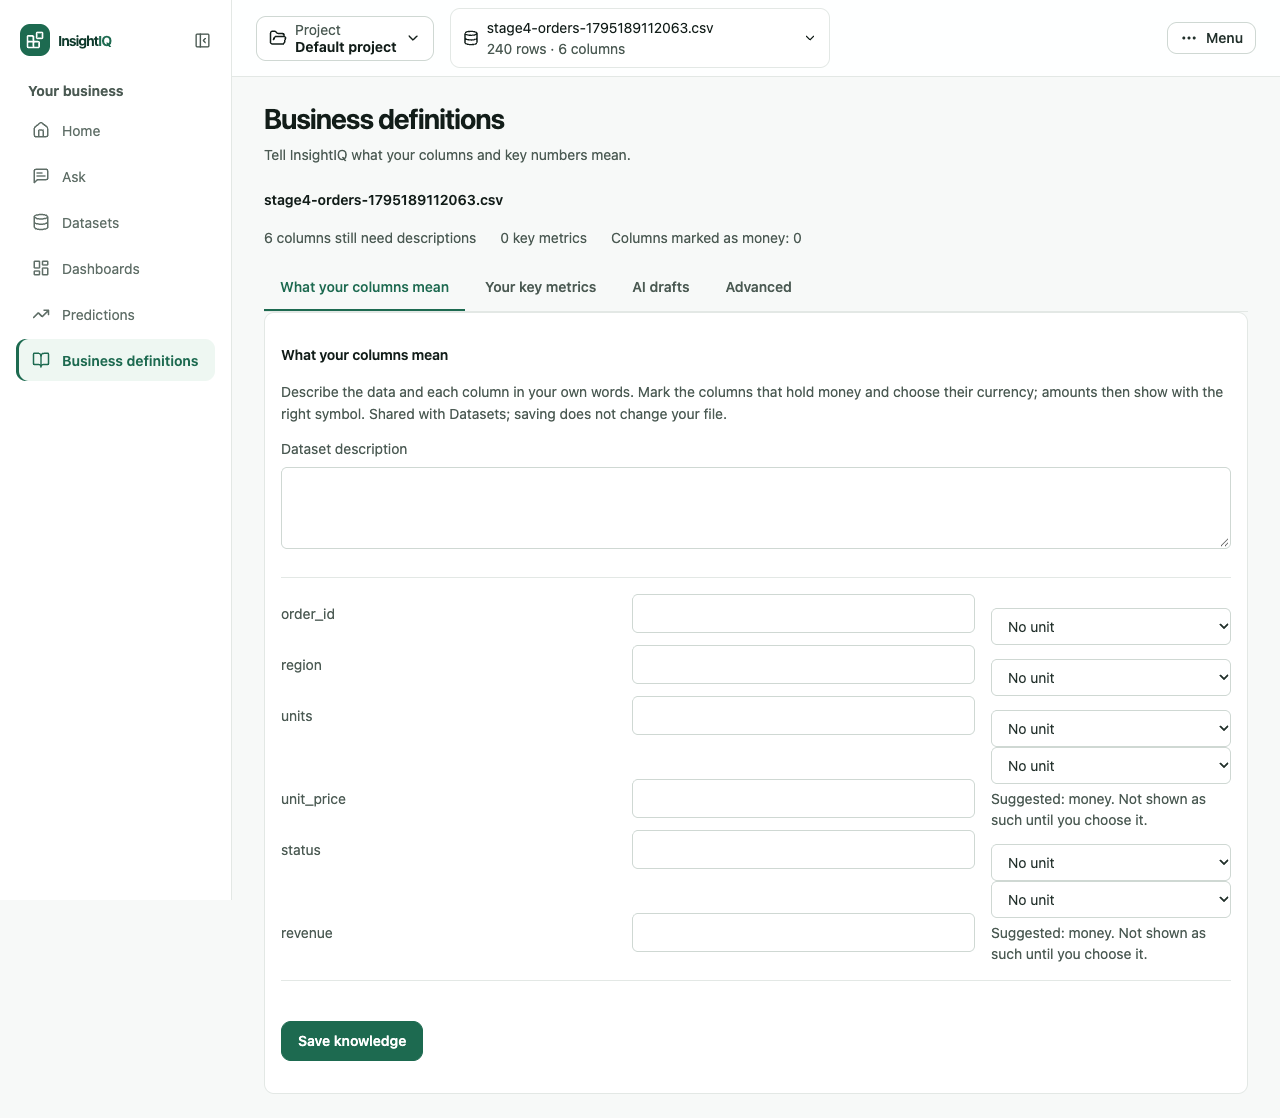 InsightIQ
Your business
Home
Ask
Datasets
Dashboards
Predictions
Business definitions
Project
Default project
stage4-orders-1795189112063.csv
240 rows · 6 columns
Menu
Business definitions
Tell InsightIQ what your columns and key numbers mean.
stage4-orders-1795189112063.csv
6 columns still need descriptions 0 key metrics Columns marked as money: 0
What your columns mean Your key metrics AI drafts Advanced
What your columns mean
Describe the data and each column in your own words. Mark the columns that hold money and choose their currency; amounts then show with the
right symbol. Shared with Datasets; saving does not change your file.
Dataset description
order_id
No unit
region
No unit
units
No unit
No unit
unit_price
Suggested: money. Not shown as
such until you choose it.
status
No unit
No unit
revenue
Suggested: money. Not shown as
such until you choose it.
Save knowledge